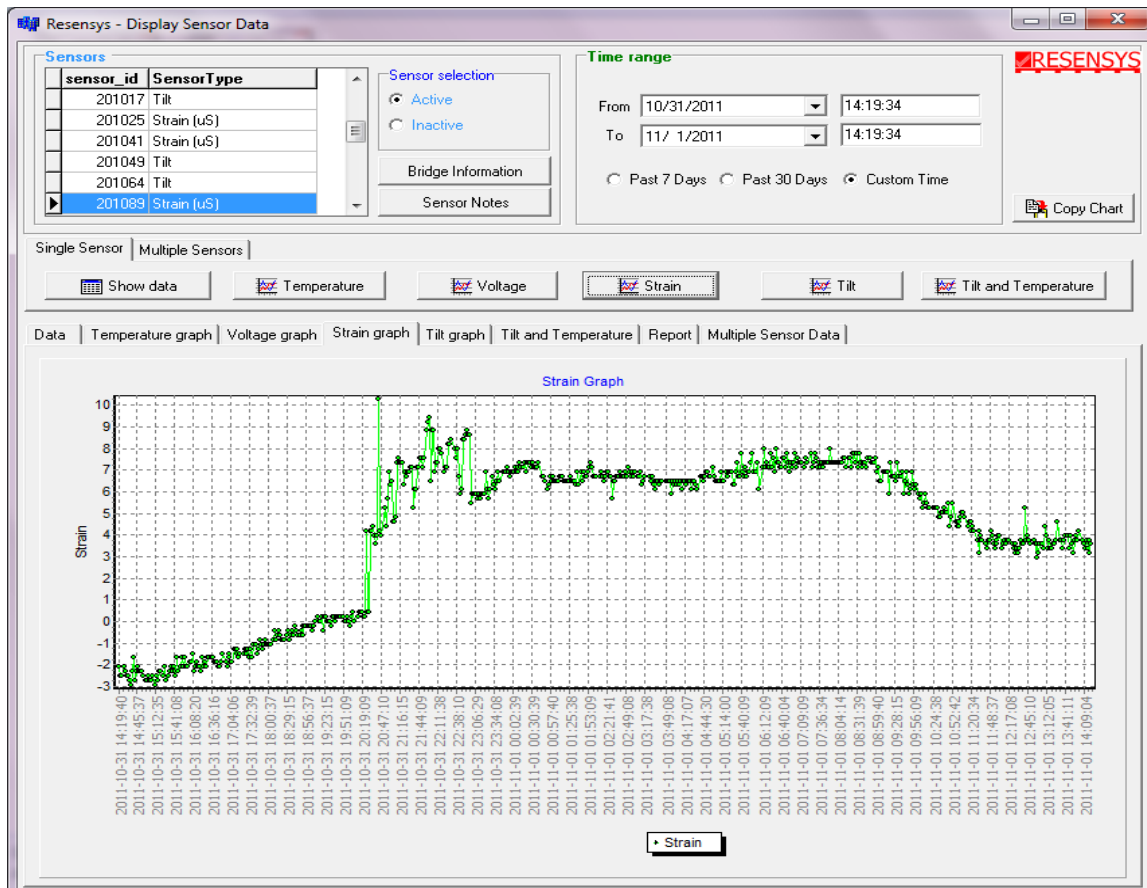 Resensys - Display Sensor Data
Sensors
sensor_id SensorType
201017 Tilt
201025 Strain (uS)
201041 Strain (uS)
201049 Tilt
201064 Tilt
201089 Strain (uS)
Sensor selection
Active
Inactive
Bridge Information
Sensor Notes
Time range
From 10/31/2011 14:19:34
To 11/ 1/2011 14:19:34
Past 7 Days Past 30 Days Custom Time
RESENSYS
Copy Chart
Single Sensor Multiple Sensors
Show data Temperature Voltage Strain Tilt Tilt and Temperature
Data Temperature graph Voltage graph Strain graph Tilt graph Tilt and Temperature Report Multiple Sensor Data
Strain Graph
Strain
10
9
8
7
6
5
4
3
2
1
0
-1
-2
-3
2011-10-31 14:19:40
2011-10-31 14:45:37
2011-10-31 15:12:35
2011-10-31 15:41:08
2011-10-31 16:08:20
2011-10-31 16:36:16
2011-10-31 17:04:06
2011-10-31 17:32:39
2011-10-31 18:00:37
2011-10-31 18:29:15
2011-10-31 18:56:37
2011-10-31 19:23:15
2011-10-31 19:51:09
2011-10-31 20:19:09
2011-10-31 20:47:10
2011-10-31 21:16:15
2011-10-31 21:44:09
2011-10-31 22:11:38
2011-10-31 22:38:10
2011-10-31 23:06:29
2011-10-31 23:34:08
2011-11-01 00:02:39
2011-11-01 00:30:39
2011-11-01 00:57:40
2011-11-01 01:25:38
2011-11-01 01:53:09
2011-11-01 02:21:41
2011-11-01 02:49:08
2011-11-01 03:17:38
2011-11-01 03:49:08
2011-11-01 04:17:07
2011-11-01 04:44:30
2011-11-01 05:14:00
2011-11-01 05:40:09
2011-11-01 06:12:09
2011-11-01 06:40:04
2011-11-01 07:09:09
2011-11-01 07:36:34
2011-11-01 08:04:14
2011-11-01 08:31:39
2011-11-01 08:59:40
2011-11-01 09:28:15
2011-11-01 09:56:09
2011-11-01 10:24:38
2011-11-01 10:52:42
2011-11-01 11:20:34
2011-11-01 11:48:37
2011-11-01 12:17:08
2011-11-01 12:45:10
2011-11-01 13:12:05
2011-11-01 13:41:11
2011-11-01 14:09:04
Strain